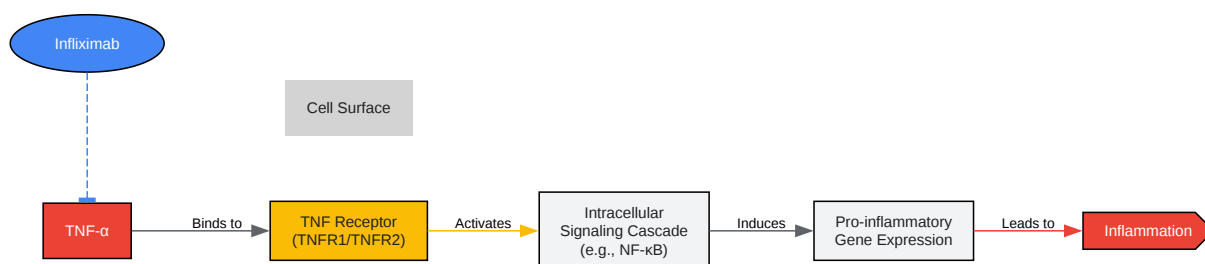 Infliximab
Cell Surface
TNF-α
Binds to
TNF Receptor
(TNFR1/TNFR2)
Activates
Intracellular
Signaling Cascade
(e.g., NF-κB)
Induces
Pro-inflammatory
Gene Expression
Leads to
Inflammation